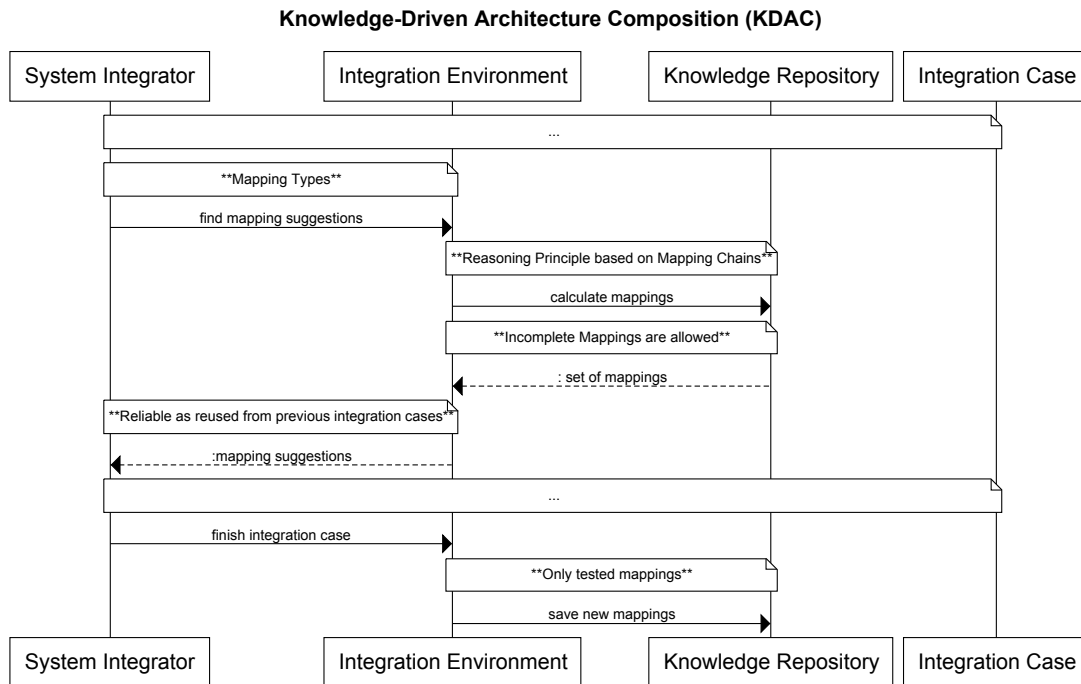 Knowledge-Driven Architecture Composition (KDAC)
System Integrator
Integration Environment
Knowledge Repository
Integration Case
...
**Mapping Types**
find mapping suggestions
**Reasoning Principle based on Mapping Chains**
calculate mappings
**Incomplete Mappings are allowed**
: set of mappings
**Reliable as reused from previous integration cases**
:mapping suggestions
...
finish integration case
**Only tested mappings**
save new mappings
System Integrator
Integration Environment
Knowledge Repository
Integration Case